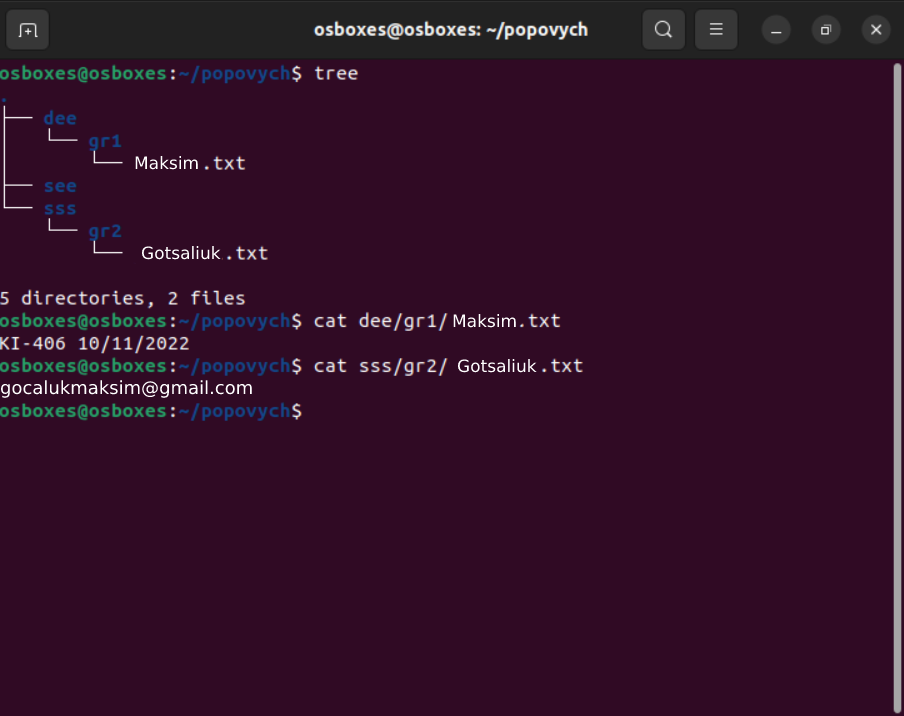 osboxes@osboxes: ~/popovych
osboxes@osboxes:~/popovych$ tree
.
├── dee
│   └── gr1
│       └── Maksim.txt
├── see
└── sss
    └── gr2
        └── Gotsaliuk.txt
5 directories, 2 files
osboxes@osboxes:~/popovych$ cat dee/gr1/Maksim.txt
KI-406 10/11/2022
osboxes@osboxes:~/popovych$ cat sss/gr2/ Gotsaliuk.txt
gocalukmaksim@gmail.com
osboxes@osboxes:~/popovych$